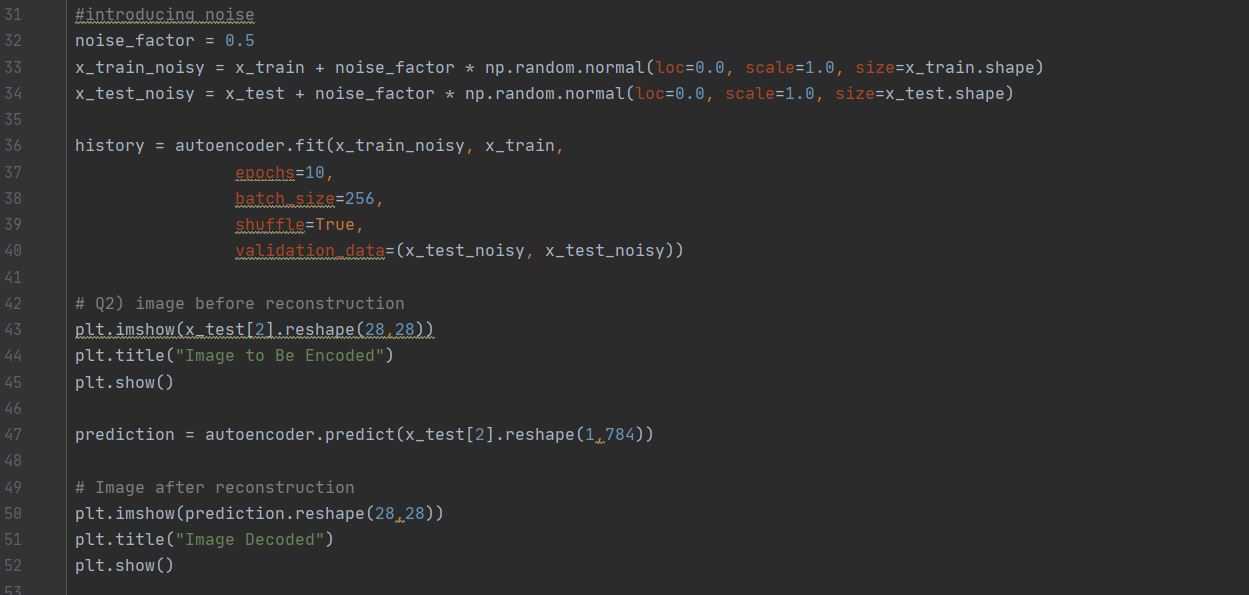 31 #introducing noise
32 noise_factor = 0.5
33 x_train_noisy = x_train + noise_factor * np.random.normal(loc=0.0, scale=1.0, size=x_train.shape)
34 x_test_noisy = x_test + noise_factor * np.random.normal(loc=0.0, scale=1.0, size=x_test.shape)
35
36 history = autoencoder.fit(x_train_noisy, x_train,
37                 epochs=10,
38                 batch_size=256,
39                 shuffle=True,
40                 validation_data=(x_test_noisy, x_test_noisy))
41
42 # Q2) image before reconstruction
43 plt.imshow(x_test[2].reshape(28,28))
44 plt.title("Image to Be Encoded")
45 plt.show()
46
47 prediction = autoencoder.predict(x_test[2].reshape(1,784))
48
49 # Image after reconstruction
50 plt.imshow(prediction.reshape(28,28))
51 plt.title("Image Decoded")
52 plt.show()
53